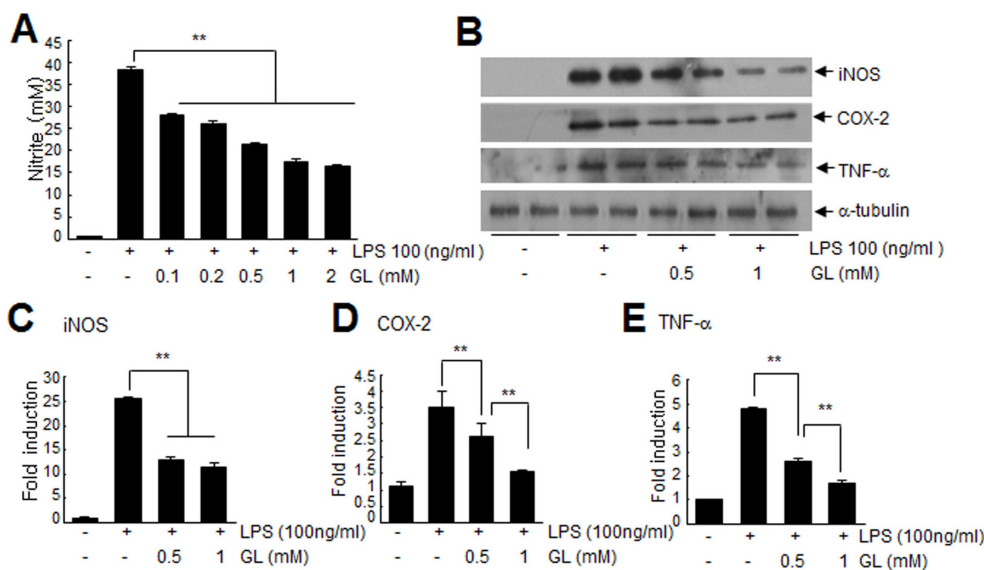 A
**
45
40
35
30
25
20
15
10
5
0
Nitrite (mM)
- + + + + + + LPS 100 (ng/ml)
- - 0.1 0.2 0.5 1 2 GL (mM)
B
iNOS
COX-2
TNF-α
α-tubulin
- + + + LPS 100 (ng/ml)
- - 0.5 1 GL (mM)
C iNOS
**
30
25
20
15
10
5
0
Fold induction
- + + + LPS (100ng/ml)
- - 0.5 1 GL (mM)
D COX-2
** **
4.5
4
3.5
3
2.5
2
1.5
1
0.5
0
Fold induction
- + + +
- - 0.5 1
E TNF-α
** **
6
5
4
3
2
1
0
Fold induction
- + + + LPS (100ng/ml)
- - 0.5 1 GL (mM)